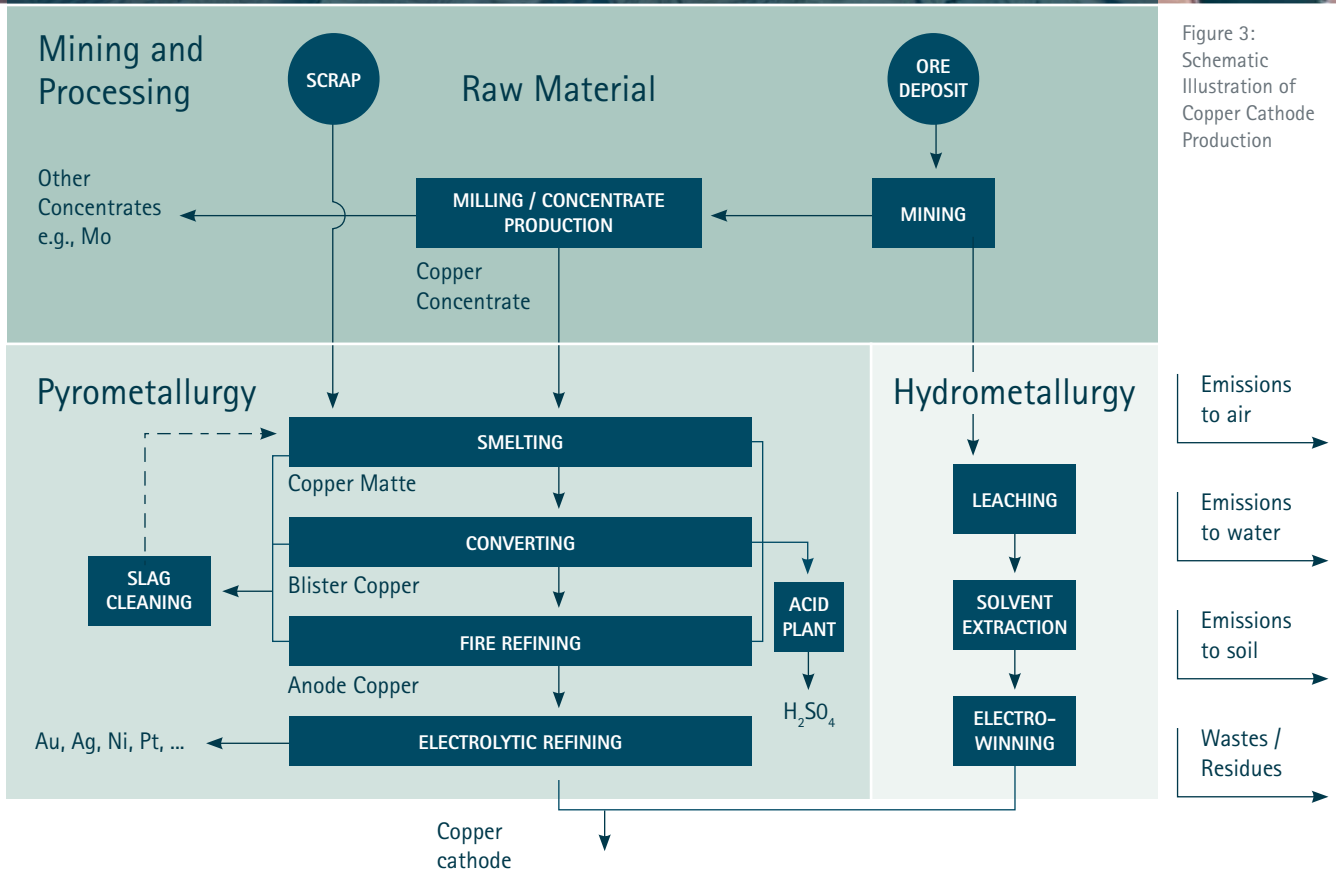 Mining and
Processing
SCRAP
Raw Material
ORE
DEPOSIT
Figure 3:
Schematic
Illustration of
Copper Cathode
Production
Other
Concentrates
e.g., Mo
MILLING / CONCENTRATE
PRODUCTION
MINING
Copper
Concentrate
Pyrometallurgy
Hydrometallurgy
SMELTING
Copper Matte
CONVERTING
Blister Copper
SLAG
CLEANING
FIRE REFINING
Anode Copper
ACID
PLANT
H₂SO₄
Au, Ag, Ni, Pt, ...
ELECTROLYTIC REFINING
LEACHING
SOLVENT
EXTRACTION
ELECTRO-
WINNING
Copper
cathode
Emissions
to air
Emissions
to water
Emissions
to soil
Wastes /
Residues